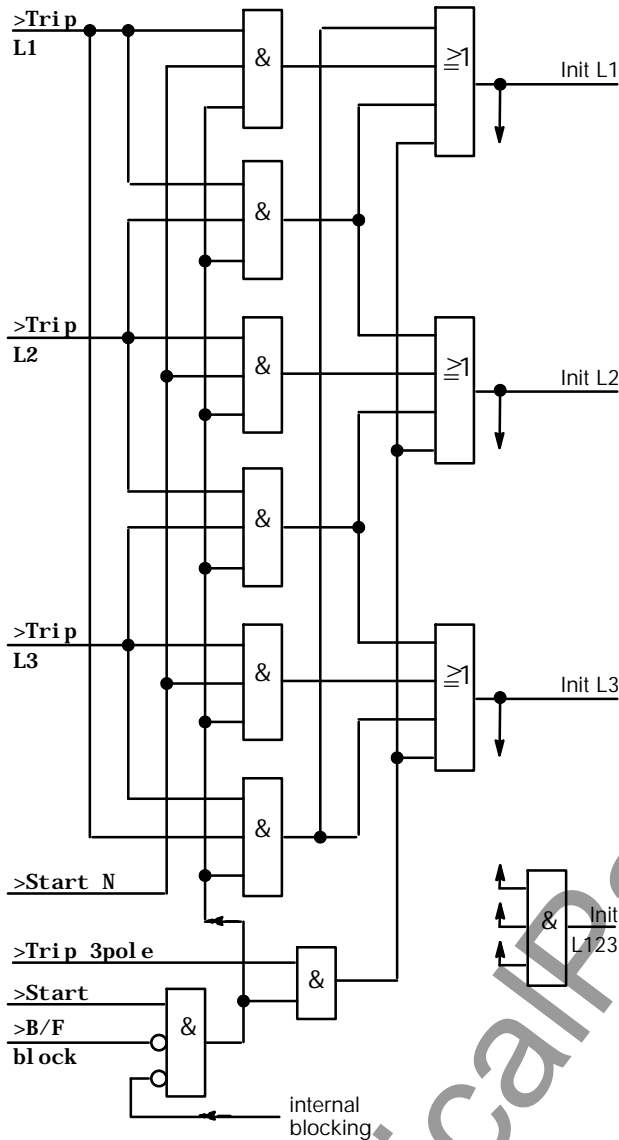 >Trip
L1
&
≧1
Init L1
&
>Trip
L2
&
≧1
Init L2
&
>Trip
L3
&
≧1
Init L3
&
>Start N
>Trip 3pole
&
&
Init
L123
>Start
>B/F
block
&
internal
blocking